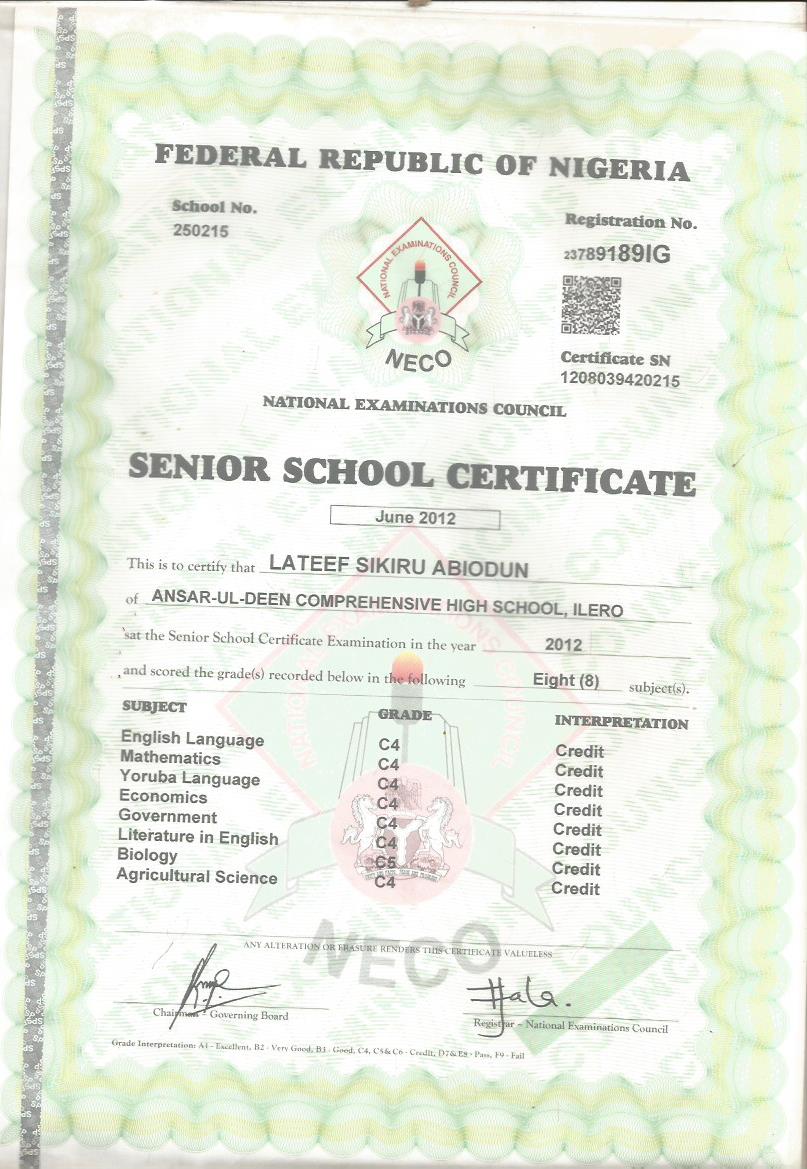 FEDERAL REPUBLIC OF NIGERIA
School No.
250215
Registration No.
23789189IG
NATIONAL EXAMINATIONS COUNCIL
NECO
Certificate SN
1208039420215
NATIONAL EXAMINATIONS COUNCIL
SENIOR SCHOOL CERTIFICATE
June 2012
This is to certify that LATEEF SIKIRU ABIODUN
of ANSAR-UL-DEEN COMPREHENSIVE HIGH SCHOOL, ILERO
sat the Senior School Certificate Examination in the year 2012
and scored the grade(s) recorded below in the following Eight (8) subject(s).
SUBJECT GRADE INTERPRETATION
English Language C4 Credit
Mathematics C4 Credit
Yoruba Language C4 Credit
Economics C4 Credit
Government C4 Credit
Literature in English C4 Credit
Biology C5 Credit
Agricultural Science C4 Credit
NECO
ANY ALTERATION OR ERASURE RENDERS THIS CERTIFICATE VALUELESS
Chairman - Governing Board
Registrar - National Examinations Council
Grade Interpretation: A1 - Excellent, B2 - Very Good, B3 - Good, C4, C5& C6 - Credit, D7& E8 - Pass, F9 - Fail